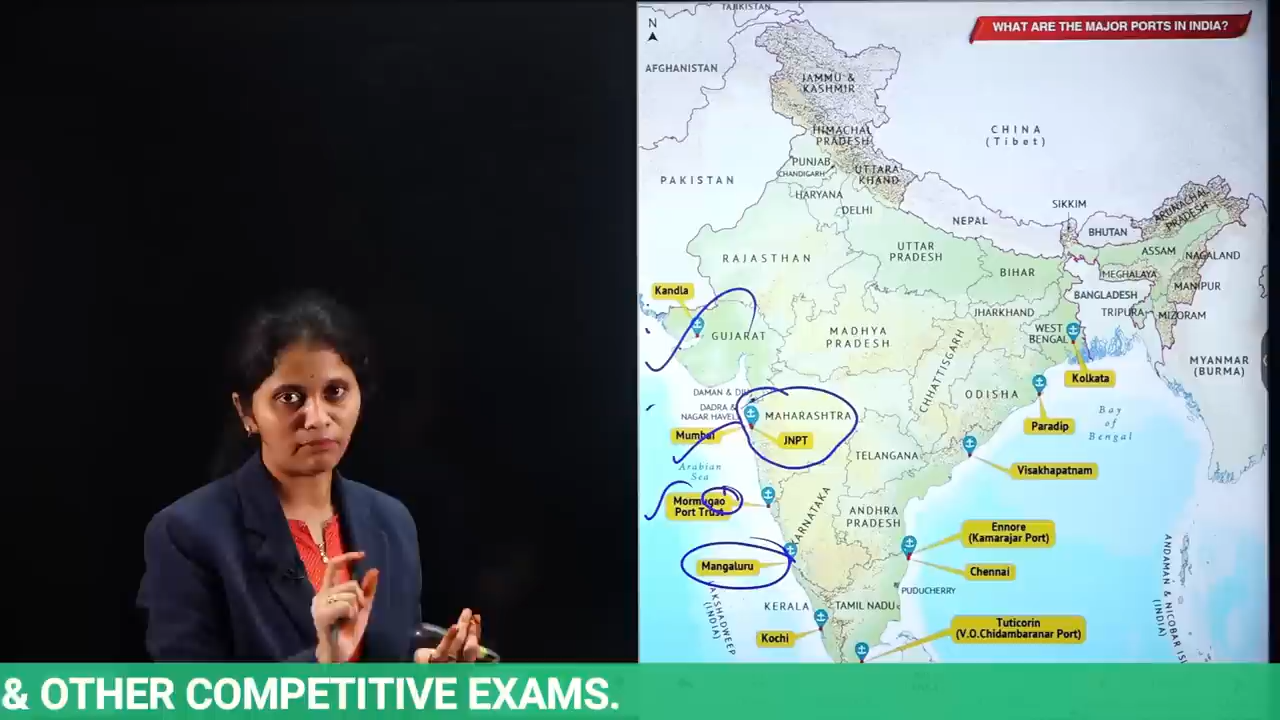 TAJIKISTAN
N
WHAT ARE THE MAJOR PORTS IN INDIA?
AFGHANISTAN
JAMMU &
KASHMIR
CHINA
(Tibet)
HIMACHAL
PRADESH
PUNJAB
CHANDIGARH
UTTARA
KHAND
PAKISTAN
HARYANA
DELHI
NEPAL
SIKKIM
BHUTAN
ARUNACHAL
PRADESH
RAJASTHAN
UTTAR
PRADESH
BIHAR
ASSAM
NAGALAND
MEGHALAYA
MANIPUR
BANGLADESH
TRIPURA
MIZORAM
Kandla
GUJARAT
MADHYA
PRADESH
JHARKHAND
WEST
BENGAL
MYANMAR
(BURMA)
CHHATTISGARH
Kolkata
ODISHA
DAMAN & DIU
DADRA &
NAGAR HAVELI
MAHARASHTRA
Mumbai
JNPT
Paradip
Bay
of
Bengal
TELANGANA
Visakhapatnam
Arabian
Sea
Mormugao
Port Trust
KARNATAKA
ANDHRA
PRADESH
Ennore
(Kamarajar Port)
Mangaluru
Chennai
PUDUCHERRY
LAKSHADWEEP
(INDIA)
KERALA
TAMIL NADU
Kochi
Tuticorin
(V.O.Chidambaranar Port)
ANDAMAN & NICOBAR
(INDIA)
& OTHER COMPETITIVE EXAMS.